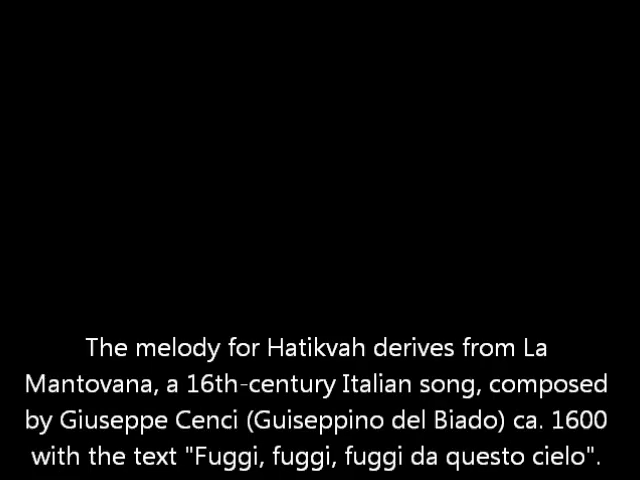 The melody for Hatikvah derives from La
Mantovana, a 16th-century Italian song, composed
by Giuseppe Cenci (Guiseppino del Biado) ca. 1600
with the text "Fuggi, fuggi, fuggi da questo cielo".